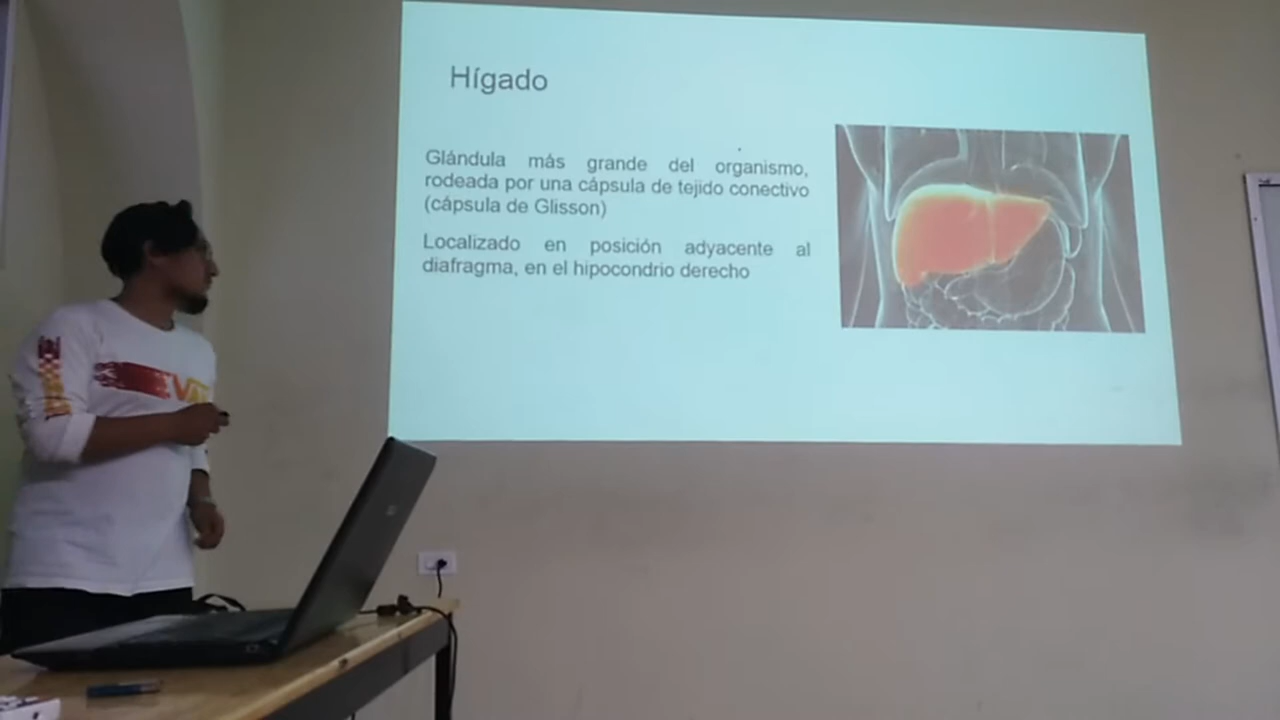 Hígado
Glándula más grande del organismo,
rodeada por una cápsula de tejido conectivo
(cápsula de Glisson)
Localizado en posición adyacente al
diafragma, en el hipocondrio derecho